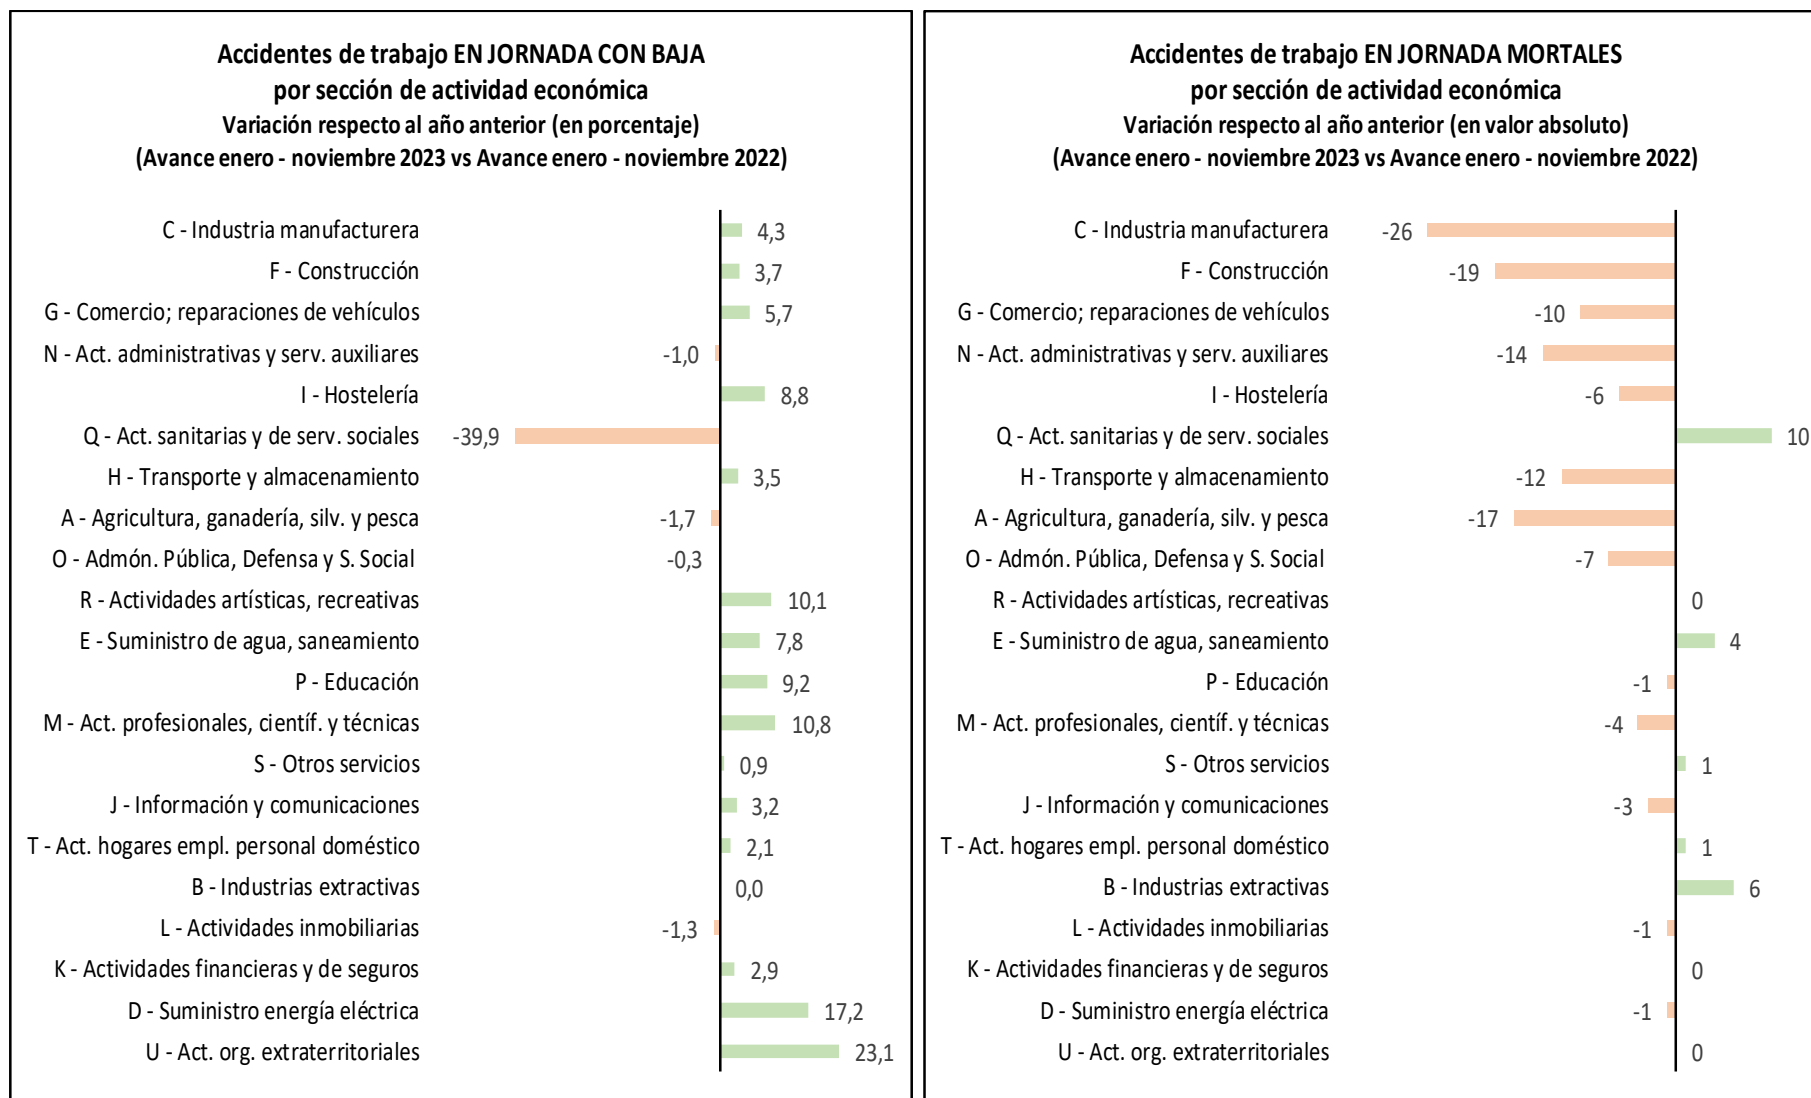 Accidentes de trabajo EN JORNADA CON BAJA
por sección de actividad económica
Variación respecto al año anterior (en porcentaje)
(Avance enero - noviembre 2023 vs Avance enero - noviembre 2022)
C - Industria manufacturera 4,3
F - Construcción 3,7
G - Comercio; reparaciones de vehículos 5,7
N - Act. administrativas y serv. auxiliares -1,0
I - Hostelería 8,8
Q - Act. sanitarias y de serv. sociales -39,9
H - Transporte y almacenamiento 3,5
A - Agricultura, ganadería, silv. y pesca -1,7
O - Admón. Pública, Defensa y S. Social -0,3
R - Actividades artísticas, recreativas 10,1
E - Suministro de agua, saneamiento 7,8
P - Educación 9,2
M - Act. profesionales, científ. y técnicas 10,8
S - Otros servicios 0,9
J - Información y comunicaciones 3,2
T - Act. hogares empl. personal doméstico 2,1
B - Industrias extractivas 0,0
L - Actividades inmobiliarias -1,3
K - Actividades financieras y de seguros 2,9
D - Suministro energía eléctrica 17,2
U - Act. org. extraterritoriales 23,1
Accidentes de trabajo EN JORNADA MORTALES
por sección de actividad económica
Variación respecto al año anterior (en valor absoluto)
(Avance enero - noviembre 2023 vs Avance enero - noviembre 2022)
C - Industria manufacturera -26
F - Construcción -19
G - Comercio; reparaciones de vehículos -10
N - Act. administrativas y serv. auxiliares -14
I - Hostelería -6
Q - Act. sanitarias y de serv. sociales 10
H - Transporte y almacenamiento -12
A - Agricultura, ganadería, silv. y pesca -17
O - Admón. Pública, Defensa y S. Social -7
R - Actividades artísticas, recreativas 0
E - Suministro de agua, saneamiento 4
P - Educación -1
M - Act. profesionales, científ. y técnicas -4
S - Otros servicios 1
J - Información y comunicaciones -3
T - Act. hogares empl. personal doméstico 1
B - Industrias extractivas 6
L - Actividades inmobiliarias -1
K - Actividades financieras y de seguros 0
D - Suministro energía eléctrica -1
U - Act. org. extraterritoriales 0